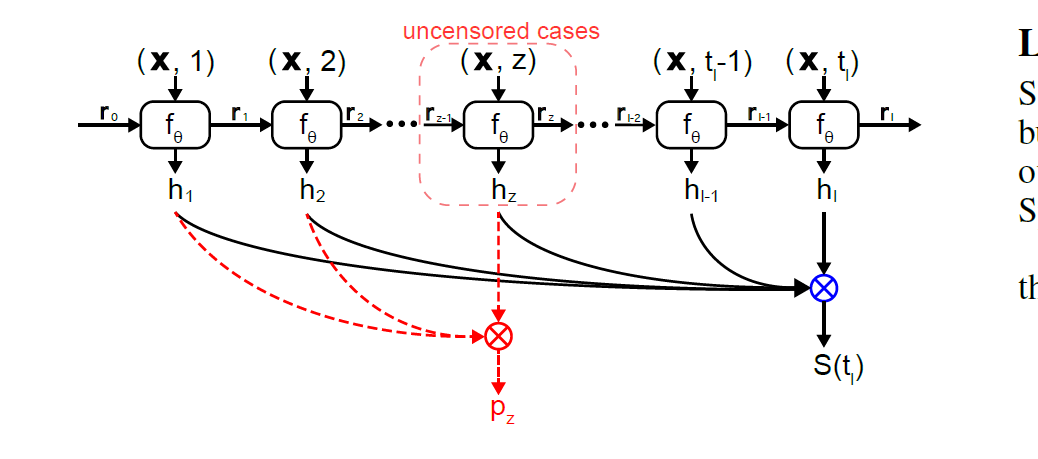 uncensored cases
(x, 1) (x, 2) (x, z) (x, tl-1) (x, tl)
r0 fθ r1 fθ r2 rz-1 fθ rz rl-2 fθ rl-1 fθ rl
h1 h2 hz hl-1 hl
S(tl)
pz
L
S
b
o
S
th